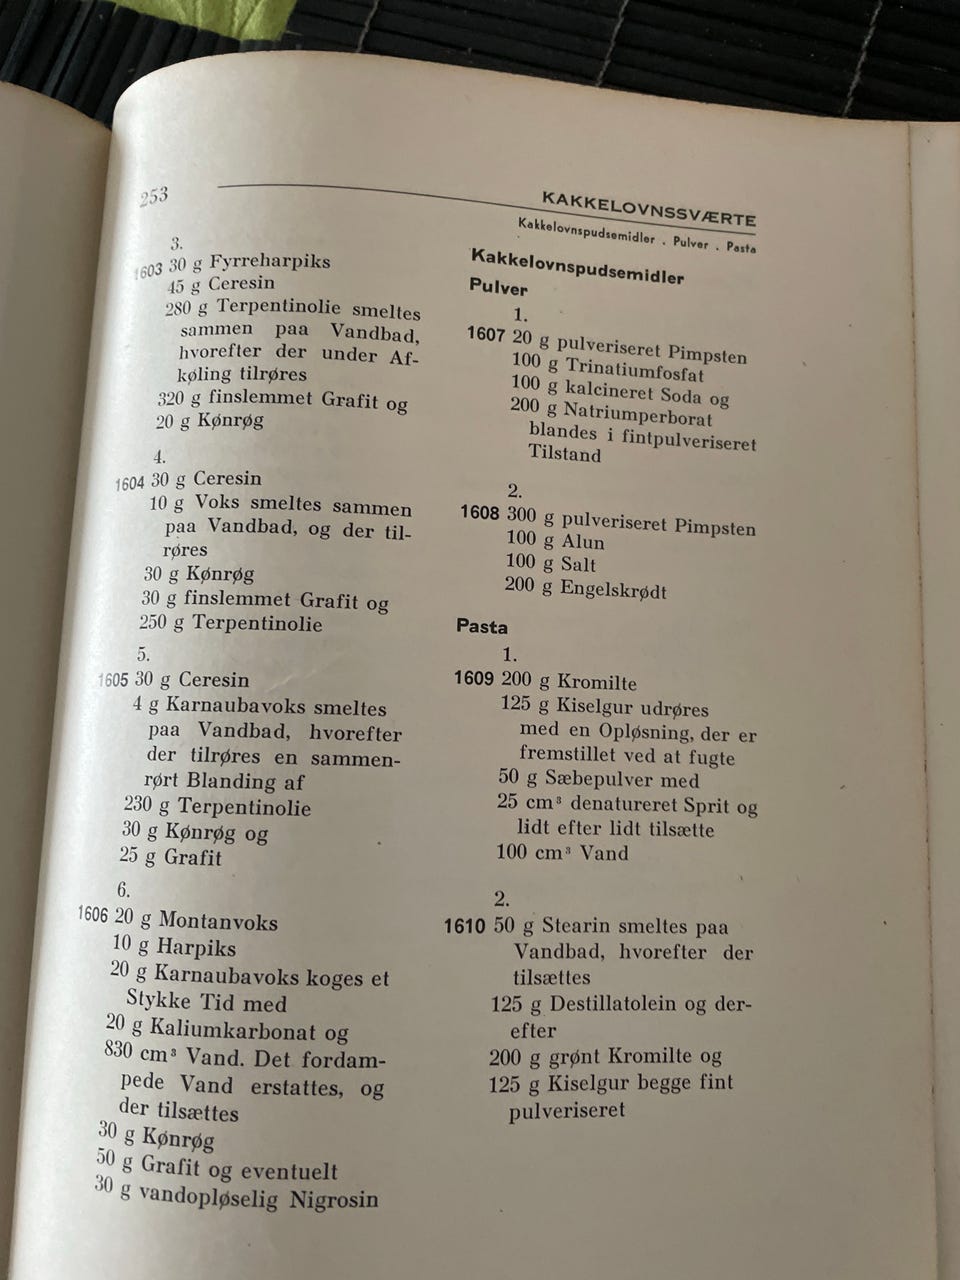 253
KAKKELOVNSSVÆRTE
Kakkelovnspudsemidler . Pulver . Pasta
3.
1603 30 g Fyrreharpiks
45 g Ceresin
280 g Terpentinolie smeltes
sammen paa Vandbad,
hvorefter der under Af-
køling tilrøres
320 g finslemmet Grafit og
20 g Kønrøg
4.
1604 30 g Ceresin
10 g Voks smeltes sammen
paa Vandbad, og der til-
røres
30 g Kønrøg
30 g finslemmet Grafit og
250 g Terpentinolie
5.
1605 30 g Ceresin
4 g Karnaubavoks smeltes
paa Vandbad, hvorefter
der tilrøres en sammen-
rørt Blanding af
230 g Terpentinolie
30 g Kønrøg og
25 g Grafit
6.
1606 20 g Montanvoks
10 g Harpiks
20 g Karnaubavoks koges et
Stykke Tid med
20 g Kaliumkarbonat og
830 cm³ Vand. Det fordam-
pede Vand erstattes, og
der tilsættes
30 g Kønrøg
50 g Grafit og eventuelt
30 g vandopløselig Nigrosin
Kakkelovnspudsemidler
Pulver
1.
1607 20 g pulveriseret Pimpsten
100 g Trinatiumfosfat
100 g kalcineret Soda og
200 g Natriumperborat
blandes i fintpulveriseret
Tilstand
2.
1608 300 g pulveriseret Pimpsten
100 g Alun
100 g Salt
200 g Engelskrødt
Pasta
1.
1609 200 g Kromilte
125 g Kiselgur udrøres
med en Opløsning, der er
fremstillet ved at fugte
50 g Sæbepulver med
25 cm³ denatureret Sprit og
lidt efter lidt tilsætte
100 cm³ Vand
2.
1610 50 g Stearin smeltes paa
Vandbad, hvorefter der
tilsættes
125 g Destillatolein og der-
efter
200 g grønt Kromilte og
125 g Kiselgur begge fint
pulveriseret